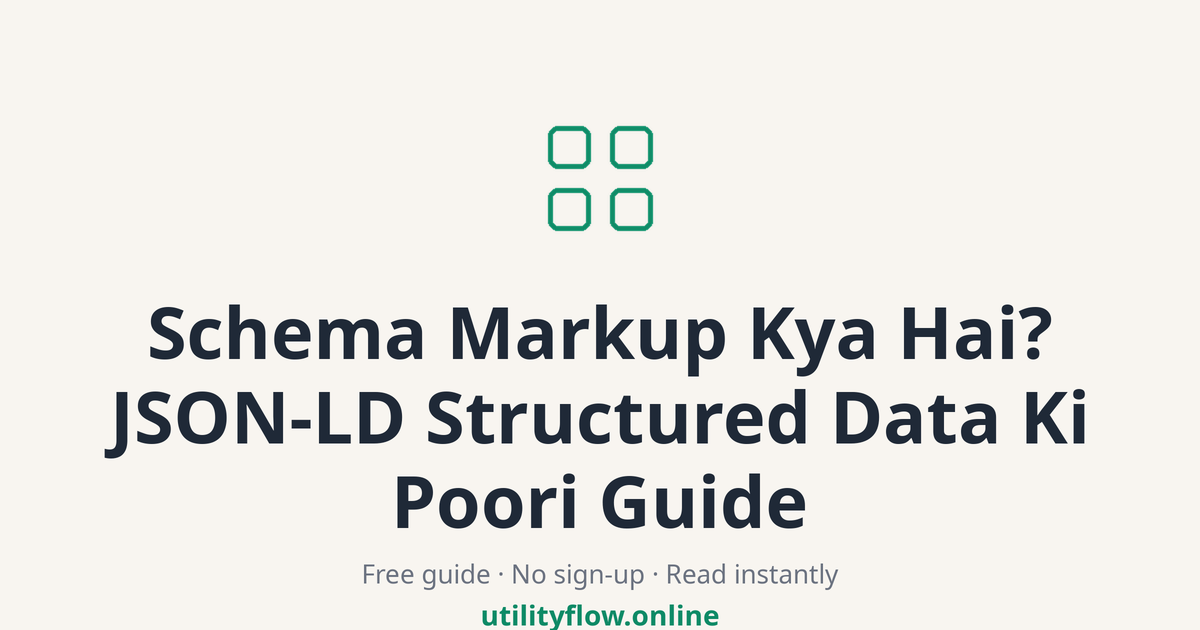 Schema Markup Kya Hai?
JSON-LD Structured Data Ki
Poori Guide
Free guide · No sign-up · Read instantly
utilityflow.online